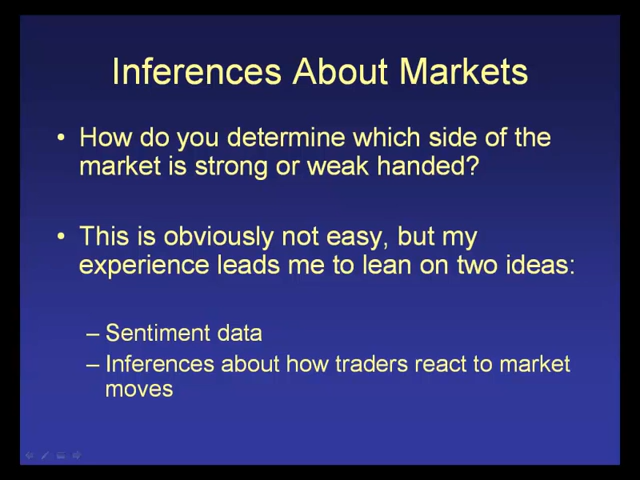 Inferences About Markets
• How do you determine which side of the
market is strong or weak handed?
• This is obviously not easy, but my
experience leads me to lean on two ideas:
– Sentiment data
– Inferences about how traders react to market
moves